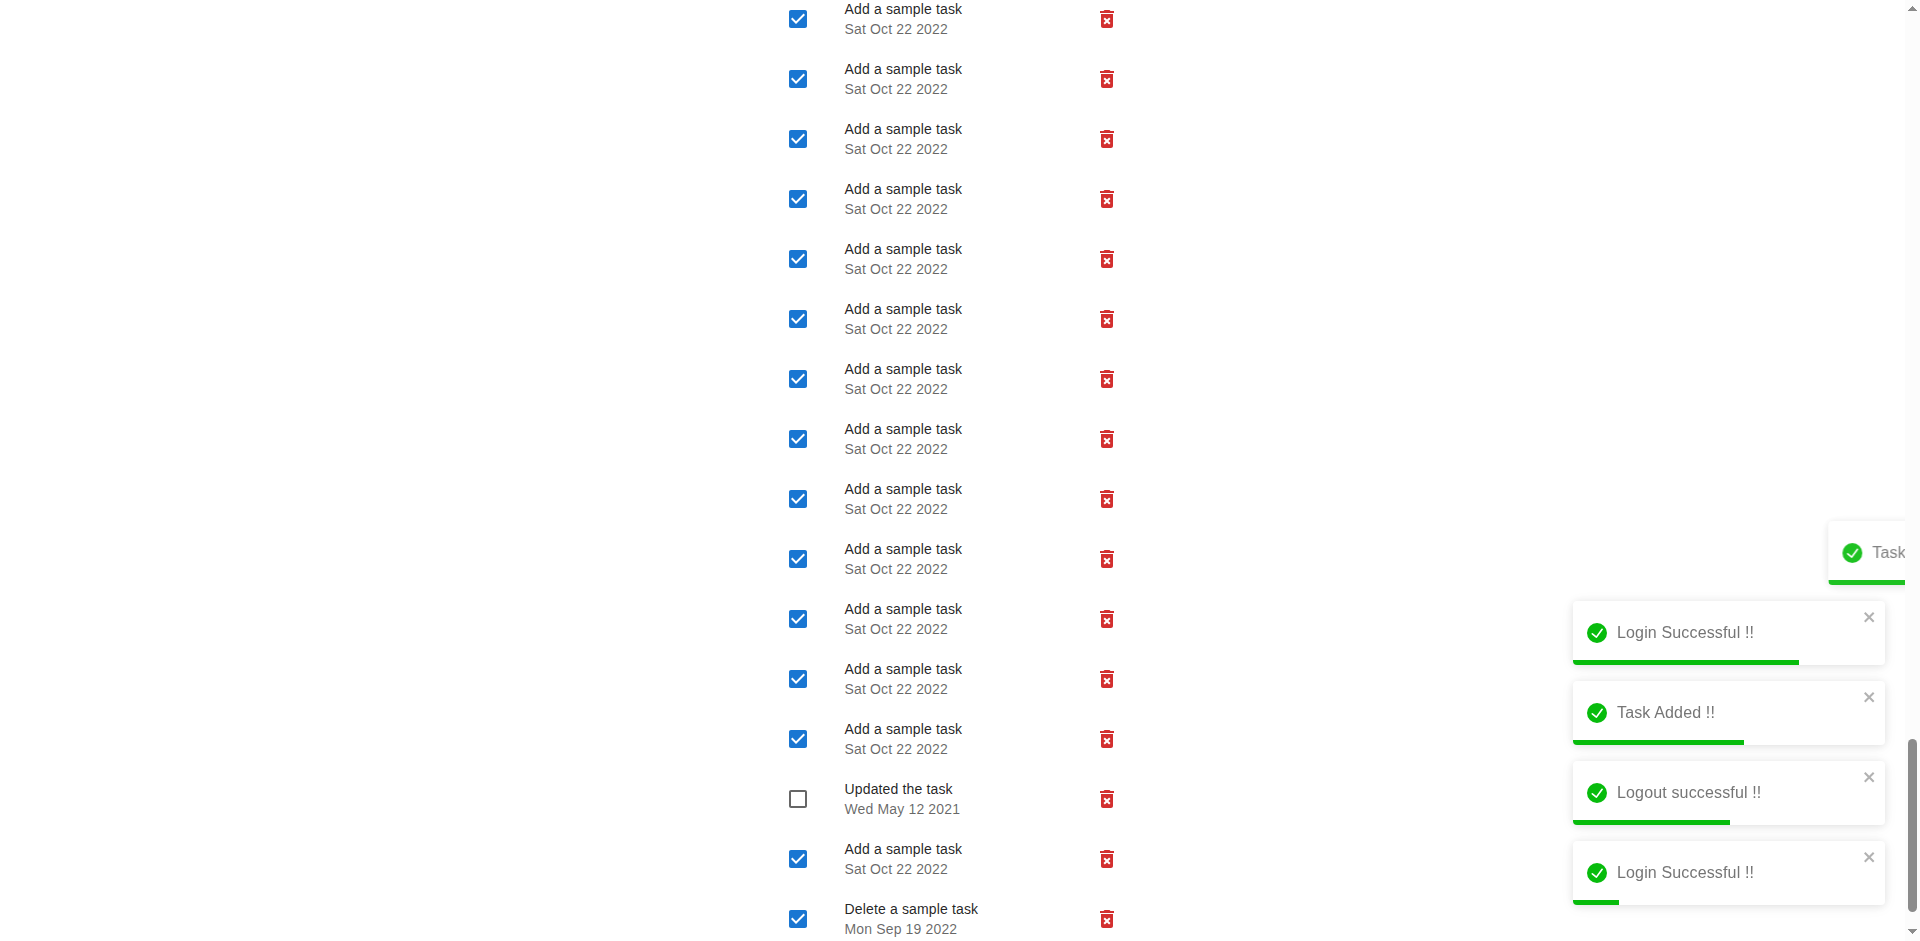 Add a sample task
Sat Oct 22 2022
Add a sample task
Sat Oct 22 2022
Add a sample task
Sat Oct 22 2022
Add a sample task
Sat Oct 22 2022
Add a sample task
Sat Oct 22 2022
Add a sample task
Sat Oct 22 2022
Add a sample task
Sat Oct 22 2022
Add a sample task
Sat Oct 22 2022
Add a sample task
Sat Oct 22 2022
Add a sample task
Sat Oct 22 2022
Add a sample task
Sat Oct 22 2022
Add a sample task
Sat Oct 22 2022
Add a sample task
Sat Oct 22 2022
Updated the task
Wed May 12 2021
Add a sample task
Sat Oct 22 2022
Delete a sample task
Mon Sep 19 2022
Task
Login Successful !!
Task Added !!
Logout successful !!
Login Successful !!